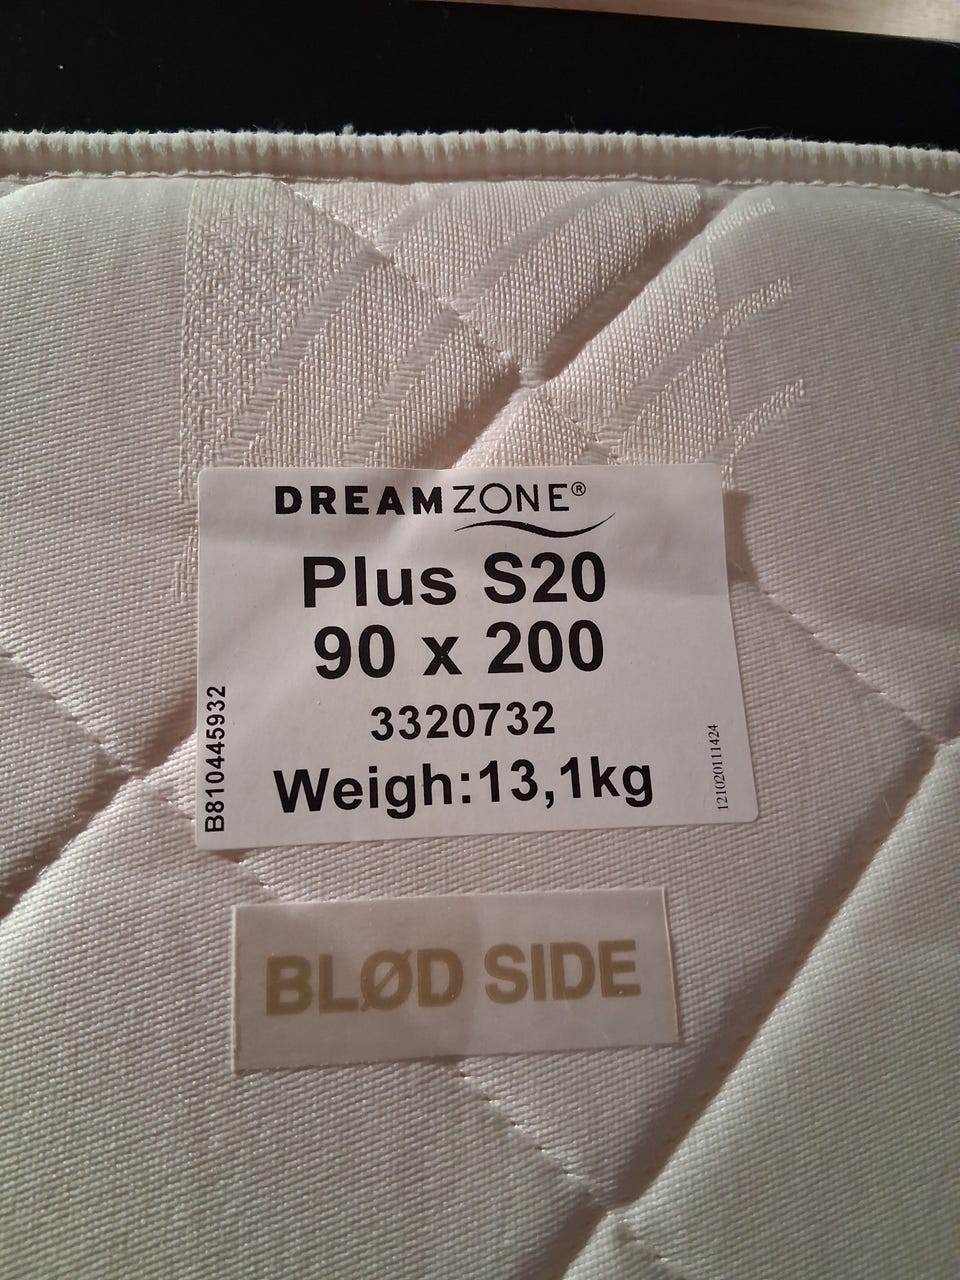 DREAMZONE®
Plus S20
90 x 200
3320732
Weigh:13,1kg
B810445932
121020111424
BLØD SIDE